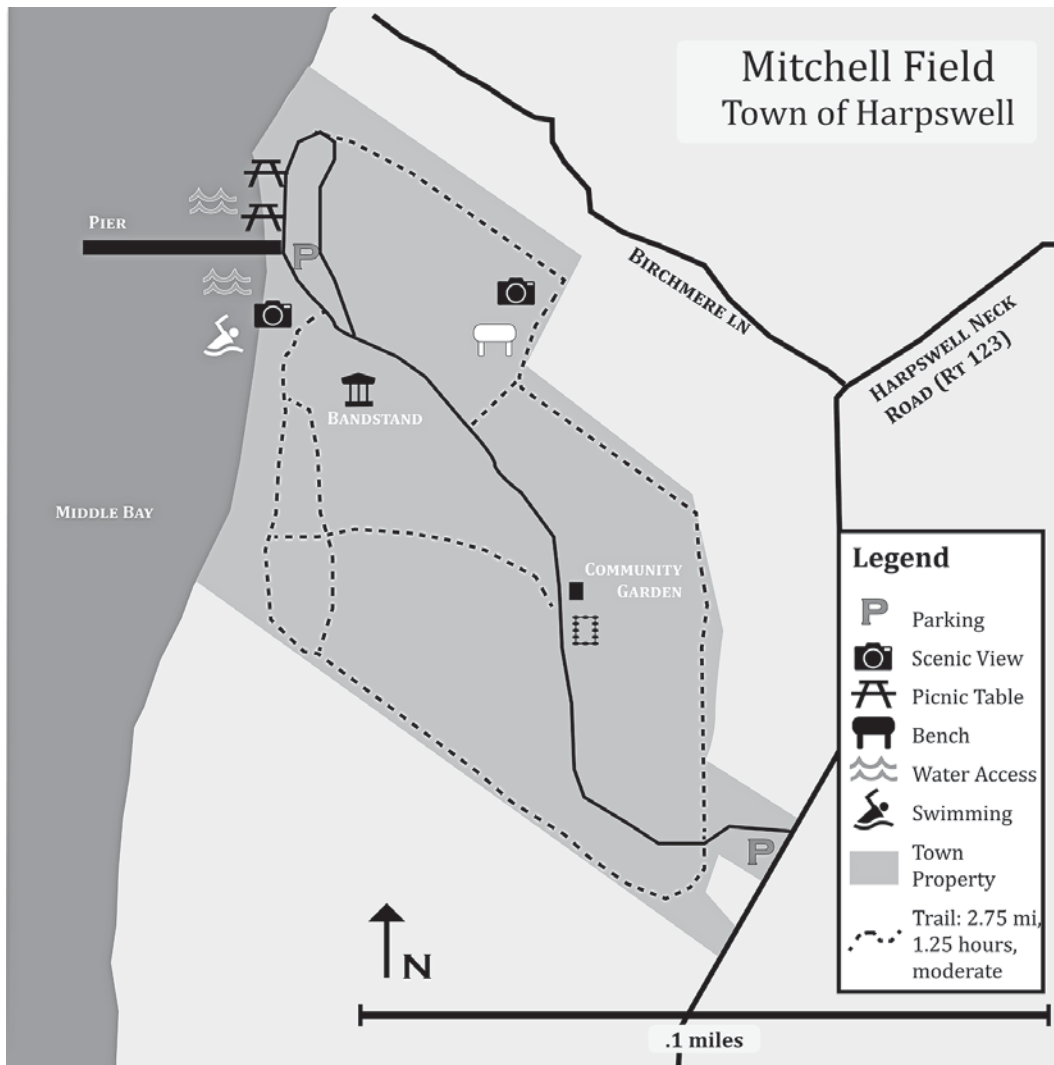 Mitchell Field
Town of Harpswell
PIER
P
BIRCHMERE LN
HARPSWELL NECK
ROAD (RT 123)
BANDSTAND
MIDDLE BAY
COMMUNITY
GARDEN
P
N
.1 miles
Legend
P Parking
Scenic View
Picnic Table
Bench
Water Access
Swimming
Town
Property
Trail: 2.75 mi,
1.25 hours,
moderate